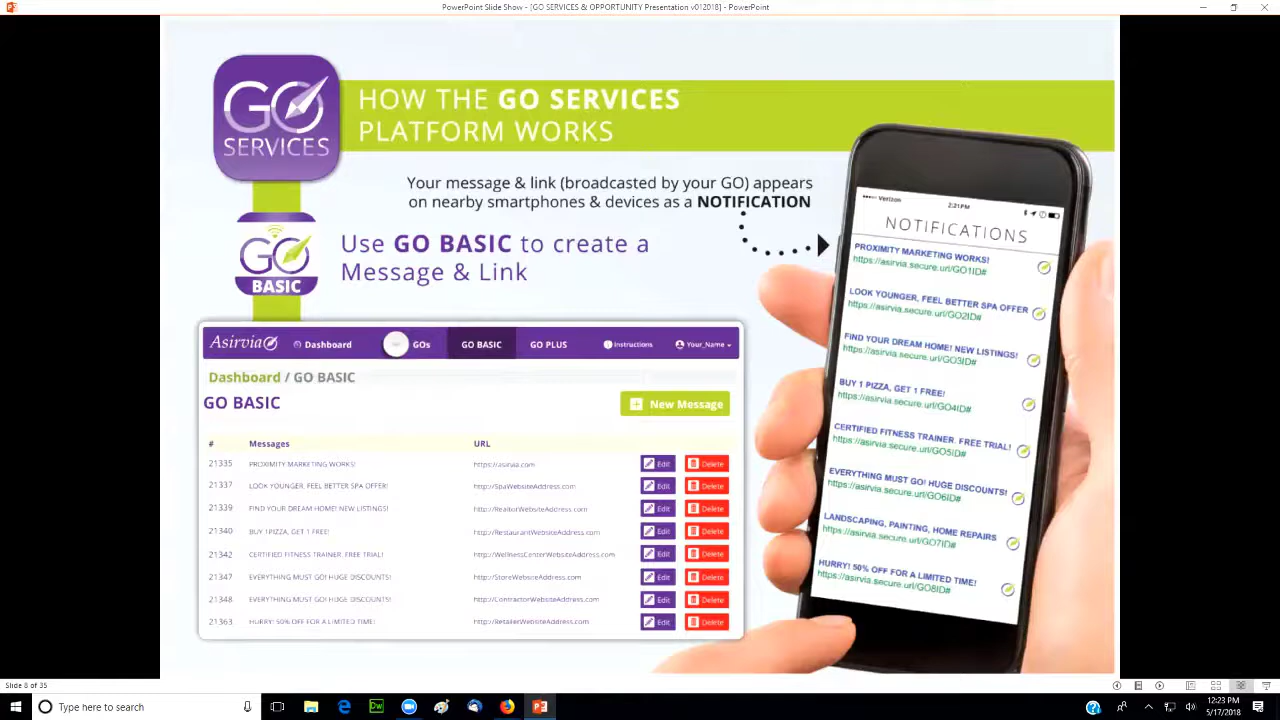 PowerPoint Slide Show - [GO SERVICES & OPPORTUNITY Presentation v012018] - PowerPoint
GO
SERVICES
HOW THE GO SERVICES
PLATFORM WORKS
Your message & link (broadcasted by your GO) appears
on nearby smartphones & devices as a NOTIFICATION
GO
BASIC
Use GO BASIC to create a
Message & Link
Asirvia Dashboard GOs GO BASIC GO PLUS Instructions Your_Name
Dashboard / GO BASIC
GO BASIC
New Message
# Messages URL
21335 PROXIMITY MARKETING WORKS! https://asirvia.com Edit Delete
21337 LOOK YOUNGER, FEEL BETTER SPA OFFER! http://SpaWebsiteAddress.com Edit Delete
21339 FIND YOUR DREAM HOME! NEW LISTINGS! http://RealtorWebsiteAddress.com Edit Delete
21340 BUY 1PIZZA, GET 1 FREE! http://RestaurantWebsiteAddress.com Edit Delete
21342 CERTIFIED FITNESS TRAINER. FREE TRIAL! http://WellnessCenterWebsiteAddress.com Edit Delete
21347 EVERYTHING MUST GO! HUGE DISCOUNTS! http://StoreWebsiteAddress.com Edit Delete
21348 EVERYTHING MUST GO! HUGE DISCOUNTS! http://ContractorWebsiteAddress.com Edit Delete
21363 HURRY! 50% OFF FOR A LIMITED TIME! http://RetailerWebsiteAddress.com Edit Delete
Verizon 2:21PM
NOTIFICATIONS
PROXIMITY MARKETING WORKS!
https://asirvia.secure.url/GO1ID#
LOOK YOUNGER, FEEL BETTER SPA OFFER
https://asirvia.secure.url/GO2ID#
FIND YOUR DREAM HOME! NEW LISTINGS!
https://asirvia.secure.url/GO3ID#
BUY 1 PIZZA, GET 1 FREE!
https://asirvia.secure.url/GO4ID#
CERTIFIED FITNESS TRAINER. FREE TRIAL!
https://asirvia.secure.url/GO5ID#
EVERYTHING MUST GO! HUGE DISCOUNTS!
https://asirvia.secure.url/GO6ID#
LANDSCAPING, PAINTING, HOME REPAIRS
https://asirvia.secure.url/GO7ID#
HURRY! 50% OFF FOR A LIMITED TIME!
https://asirvia.secure.url/GO8ID#
Slide 8 of 35
Type here to search
Dw
12:23 PM
5/17/2018